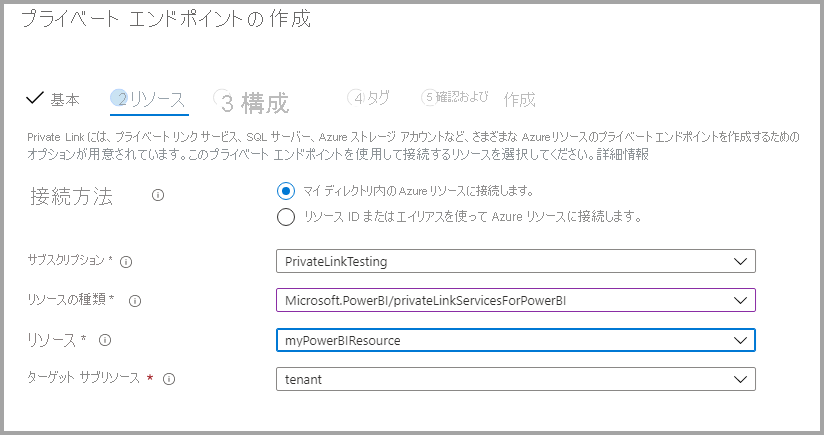 プライベート エンドポイントの作成
基本 2 リソース 3 構成 4 タグ 5 確認および 作成
Private Link には、プライベート リンク サービス、SQL サーバー、Azure ストレージ アカウントなど、さまざまな Azure リソースのプライベート エンドポイントを作成するための
オプションが用意されています。このプライベート エンドポイントを使用して接続するリソースを選択してください。詳細情報
接続方法 マイ ディレクトリ内の Azure リソースに接続します。
リソース ID またはエイリアスを使って Azure リソースに接続します。
サブスクリプション * PrivateLinkTesting
リソースの種類 * Microsoft.PowerBI/privateLinkServicesForPowerBI
リソース * myPowerBIResource
ターゲット サブリソース * tenant